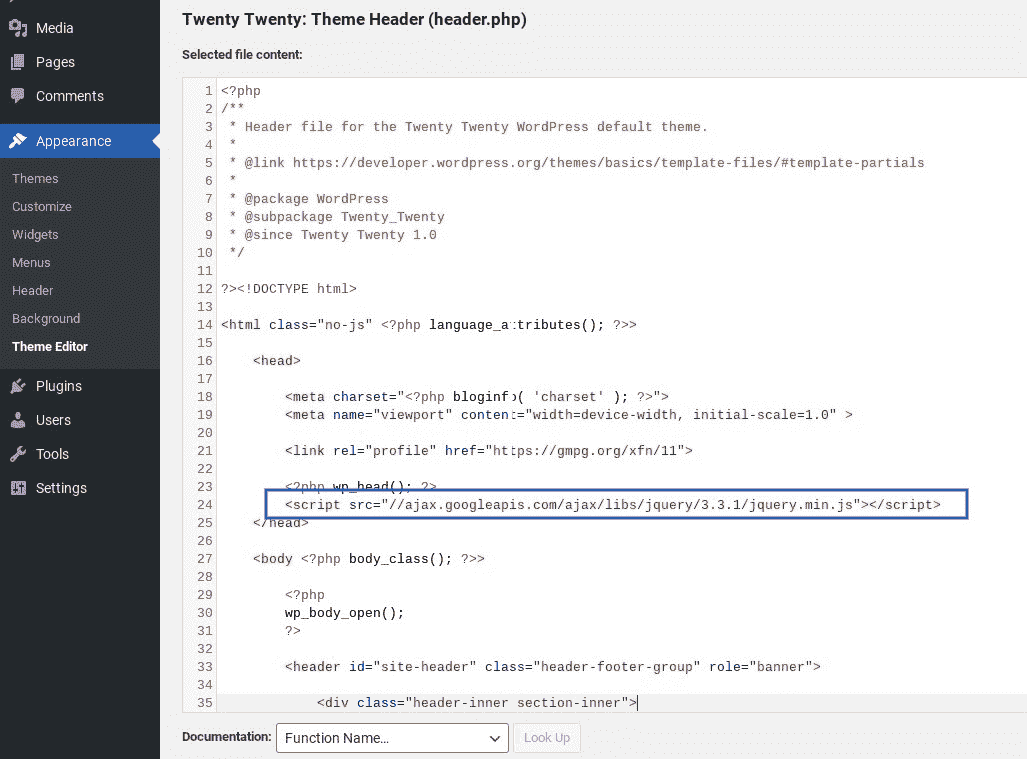 Media
Pages
Comments
Appearance
Themes
Customize
Widgets
Menus
Header
Background
Theme Editor
Plugins
Users
Tools
Settings
Twenty Twenty: Theme Header (header.php)
Selected file content:
1 <?php
2 /**
3  * Header file for the Twenty Twenty WordPress default theme.
4  *
5  * @link https://developer.wordpress.org/themes/basics/template-files/#template-partials
6  *
7  * @package WordPress
8  * @subpackage Twenty_Twenty
9  * @since Twenty Twenty 1.0
10  */
11
12 ?><!DOCTYPE html>
13
14 <html class="no-js" <?php language_attributes(); ?>>
15
16     <head>
17
18         <meta charset="<?php bloginfo( 'charset' ); ?>">
19         <meta name="viewport" content="width=device-width, initial-scale=1.0" >
20
21         <link rel="profile" href="https://gmpg.org/xfn/11">
22
23         <?php wp_head(); ?>
24         <script src="//ajax.googleapis.com/ajax/libs/jquery/3.3.1/jquery.min.js"></script>
25     </head>
26
27     <body <?php body_class(); ?>>
28
29         <?php
30         wp_body_open();
31         ?>
32
33         <header id="site-header" class="header-footer-group" role="banner">
34
35             <div class="header-inner section-inner">
Documentation: Function Name... Look Up